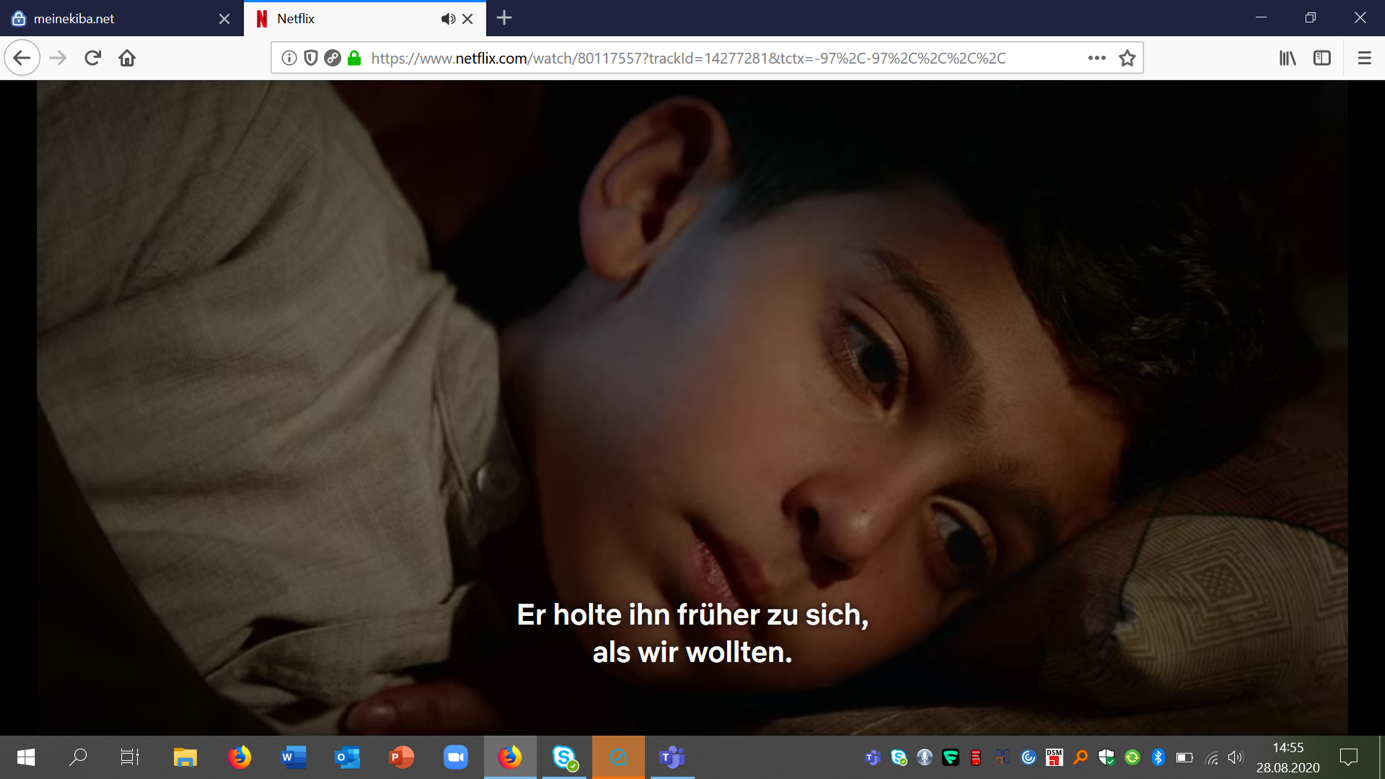 meinekiba.net
Netflix
https://www.netflix.com/watch/80117557?trackId=14277281&tctx=-97%2C-97%2C%2C%2C%2C
Er holte ihn früher zu sich,
als wir wollten.
DSM
14:55
28.08.2020